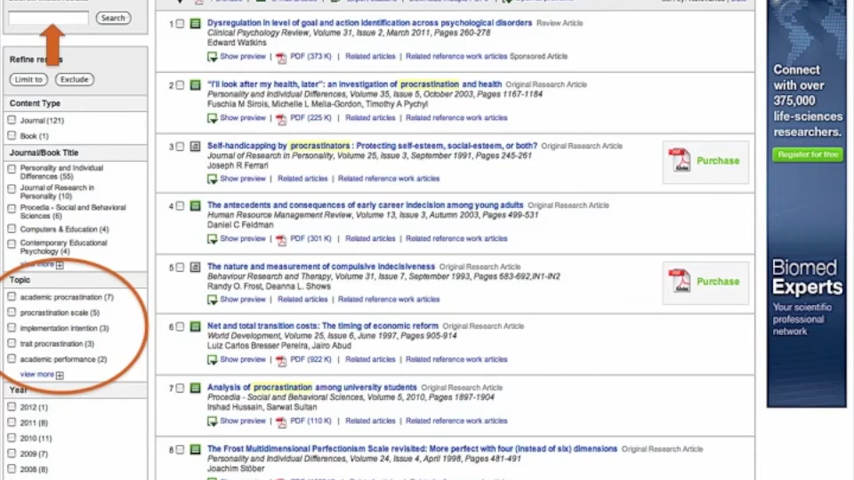 Search
Refine
Limit to
Exclude
Content Type
Journal (121)
Book (1)
Journal/Book Title
Personality and Individual
Differences (55)
Journal of Research in
Personality (10)
Procedia - Social and Behavioral
Sciences (6)
Computers & Education (4)
Contemporary Educational
Psychology (4)
view more
Topic
academic procrastination (7)
procrastination scale (5)
implementation intention (3)
trait procrastination (3)
academic performance (2)
view more
Year
2012 (1)
2011 (8)
2010 (11)
2009 (7)
2008 (8)
1 Dysregulation in level of goal and action identification across psychological disorders Review Article
Clinical Psychology Review, Volume 31, Issue 2, March 2011, Pages 260-278
Edward Watkins
Show preview | PDF (373 K) | Related articles | Related reference work articles Sponsored Article
2 "I'll look after my health, later": an investigation of procrastination and health Original Research Article
Personality and Individual Differences, Volume 35, Issue 5, October 2003, Pages 1167-1184
Fuschia M Sirois, Michelle L Melia-Gordon, Timothy A Pychyl
Show preview | PDF (225 K) | Related articles | Related reference work articles
3 Self-handicapping by procrastinators: Protecting self-esteem, social-esteem, or both? Original Research Article
Journal of Research in Personality, Volume 25, Issue 3, September 1991, Pages 245-261
Joseph R Ferrari
Show preview | Related articles | Related reference work articles
Purchase
4 The antecedents and consequences of early career indecision among young adults Original Research Article
Human Resource Management Review, Volume 13, Issue 3, Autumn 2003, Pages 499-531
Daniel C Feldman
Show preview | PDF (301 K) | Related articles | Related reference work articles
5 The nature and measurement of compulsive indecisiveness Original Research Article
Behaviour Research and Therapy, Volume 31, Issue 7, September 1993, Pages 683-692,IN1-IN2
Randy O. Frost, Deanna L. Shows
Show preview | Related articles | Related reference work articles
Purchase
6 Net and total transition costs: The timing of economic reform Original Research Article
World Development, Volume 25, Issue 6, June 1997, Pages 905-914
Luiz Carlos Bresser Pereira, Jairo Abud
Show preview | PDF (922 K) | Related articles | Related reference work articles
7 Analysis of procrastination among university students Original Research Article
Procedia - Social and Behavioral Sciences, Volume 5, 2010, Pages 1897-1904
Irshad Hussain, Sarwat Sultan
Show preview | PDF (110 K) | Related articles | Related reference work articles
8 The Frost Multidimensional Perfectionism Scale revisited: More perfect with four (instead of six) dimensions Original Research Article
Personality and Individual Differences, Volume 24, Issue 4, April 1998, Pages 481-491
Joachim Stöber
Connect
with over
375,000
life-sciences
researchers.
Register for free
Biomed
Experts
Your scientific
professional
network